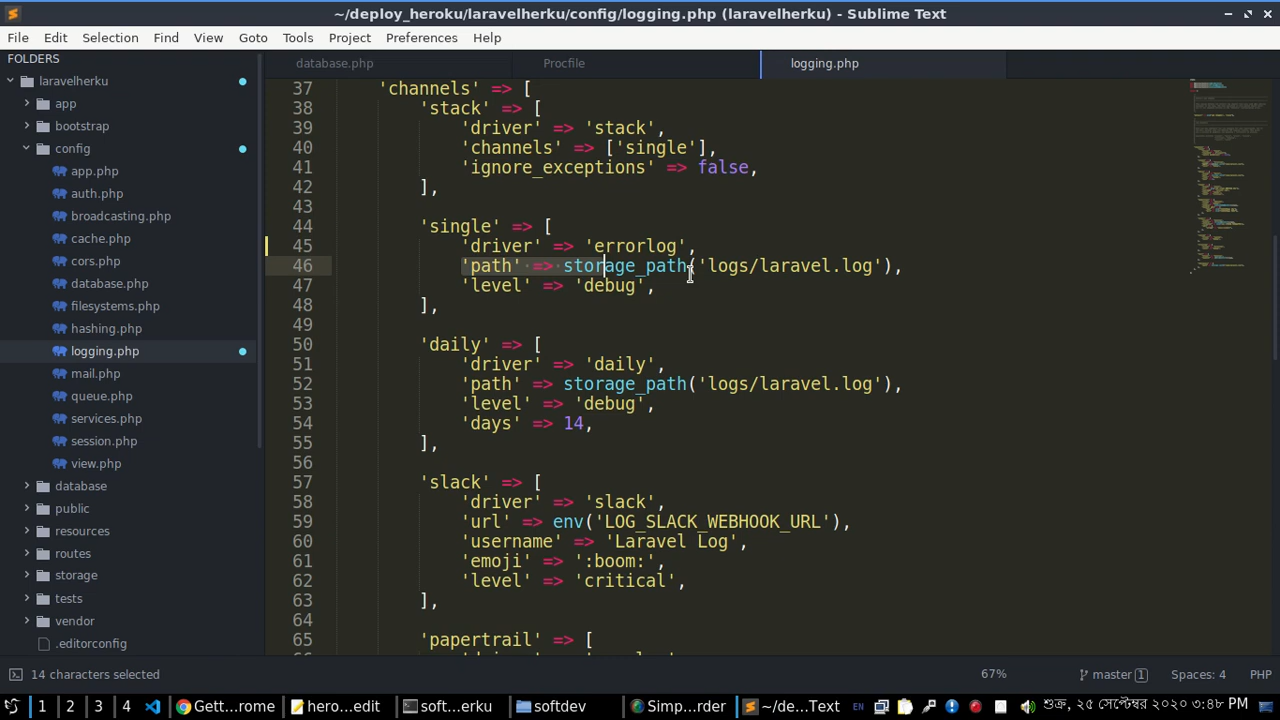 ~/deploy_heroku/laravelherku/config/logging.php (laravelherku) - Sublime Text
File Edit Selection Find View Goto Tools Project Preferences Help
FOLDERS
laravelherku
app
bootstrap
config
app.php
auth.php
broadcasting.php
cache.php
cors.php
database.php
filesystems.php
hashing.php
logging.php
mail.php
queue.php
services.php
session.php
view.php
database
public
resources
routes
storage
tests
vendor
.editorconfig
database.php Procfile logging.php
37 'channels' => [
38 'stack' => [
39 'driver' => 'stack',
40 'channels' => ['single'],
41 'ignore_exceptions' => false,
42 ],
43
44 'single' => [
45 'driver' => 'errorlog',
46 'path' => storage_path('logs/laravel.log'),
47 'level' => 'debug',
48 ],
49
50 'daily' => [
51 'driver' => 'daily',
52 'path' => storage_path('logs/laravel.log'),
53 'level' => 'debug',
54 'days' => 14,
55 ],
56
57 'slack' => [
58 'driver' => 'slack',
59 'url' => env('LOG_SLACK_WEBHOOK_URL'),
60 'username' => 'Laravel Log',
61 'emoji' => ':boom:',
62 'level' => 'critical',
63 ],
64
65 'papertrail' => [
14 characters selected 67% master 1 Spaces: 4 PHP
1 2 3 4 Gett...rome hero...edit soft...erku softdev Simp...rder ~/de...Text EN শুক্র, ২৫ সেপ্টেম্বর ২০২০ ৩:৪৮ PM